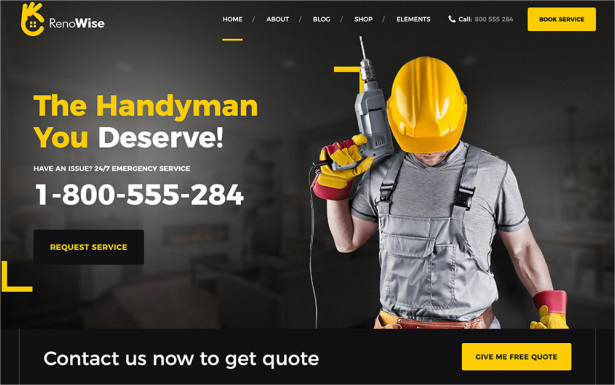 RenoWise
HOME / ABOUT / BLOG / SHOP / ELEMENTS
Call: 800 555 284
BOOK SERVICE
The Handyman
You Deserve!
HAVE AN ISSUE? 24/7 EMERGENCY SERVICE
1-800-555-284
REQUEST SERVICE
Contact us now to get quote
GIVE ME FREE QUOTE